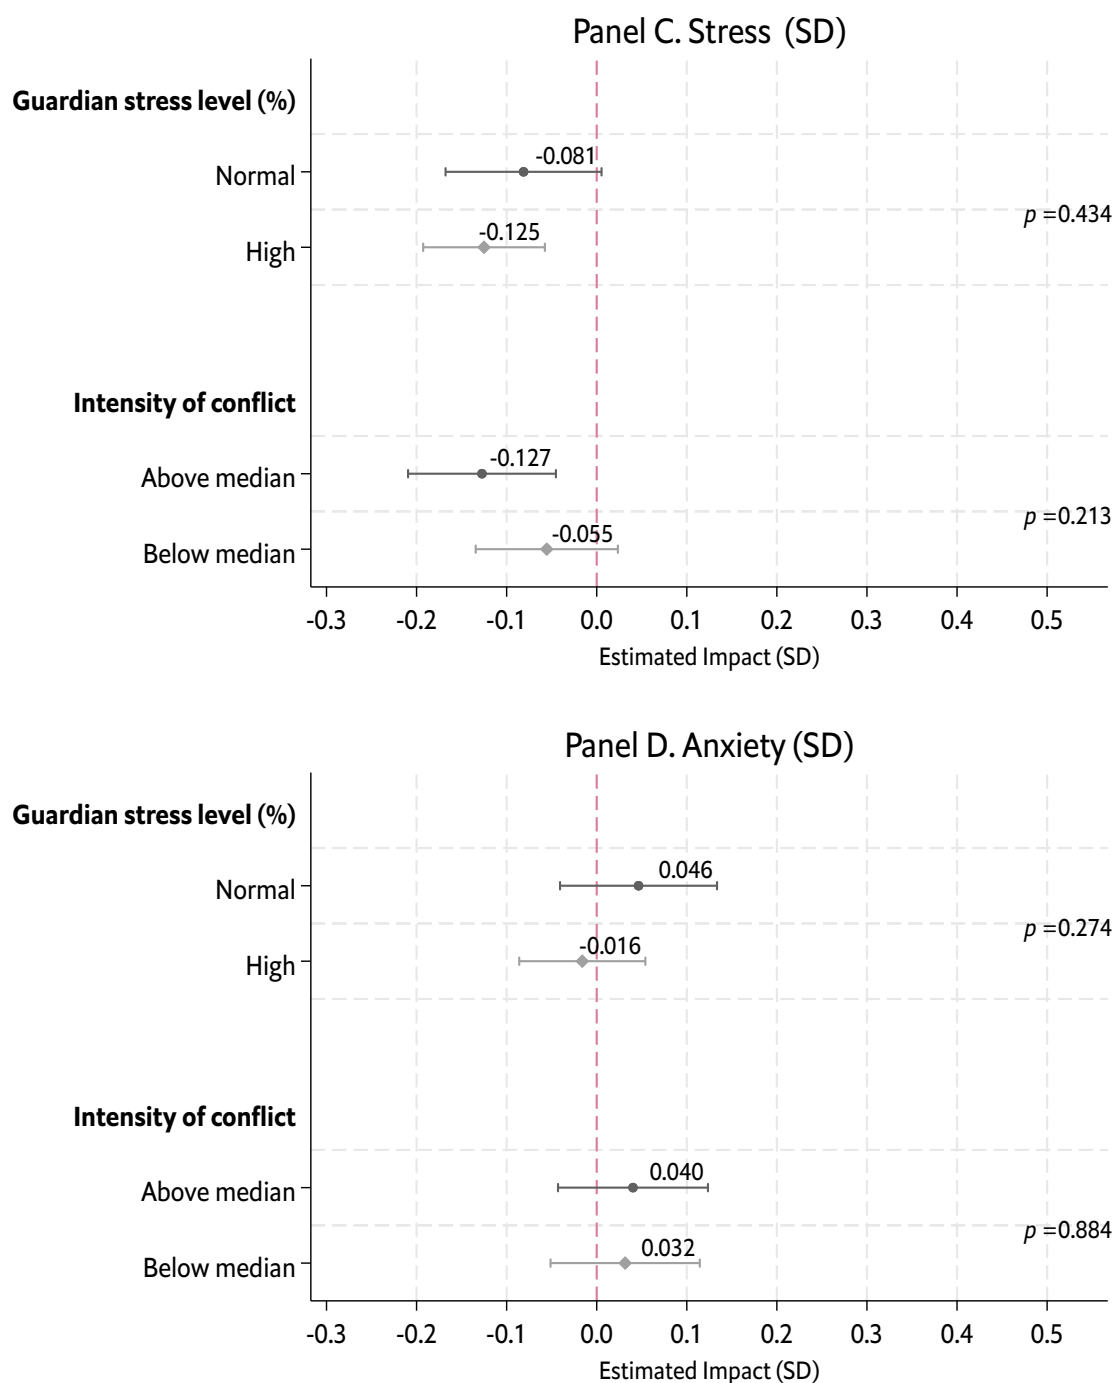 Panel C. Stress (SD)
Guardian stress level (%)
Normal
-0.081
p =0.434
High
-0.125
Intensity of conflict
Above median
-0.127
p =0.213
Below median
-0.055
-0.3 -0.2 -0.1 0.0 0.1 0.2 0.3 0.4 0.5
Estimated Impact (SD)
Panel D. Anxiety (SD)
Guardian stress level (%)
Normal
0.046
p =0.274
High
-0.016
Intensity of conflict
Above median
0.040
p =0.884
Below median
0.032
-0.3 -0.2 -0.1 0.0 0.1 0.2 0.3 0.4 0.5
Estimated Impact (SD)